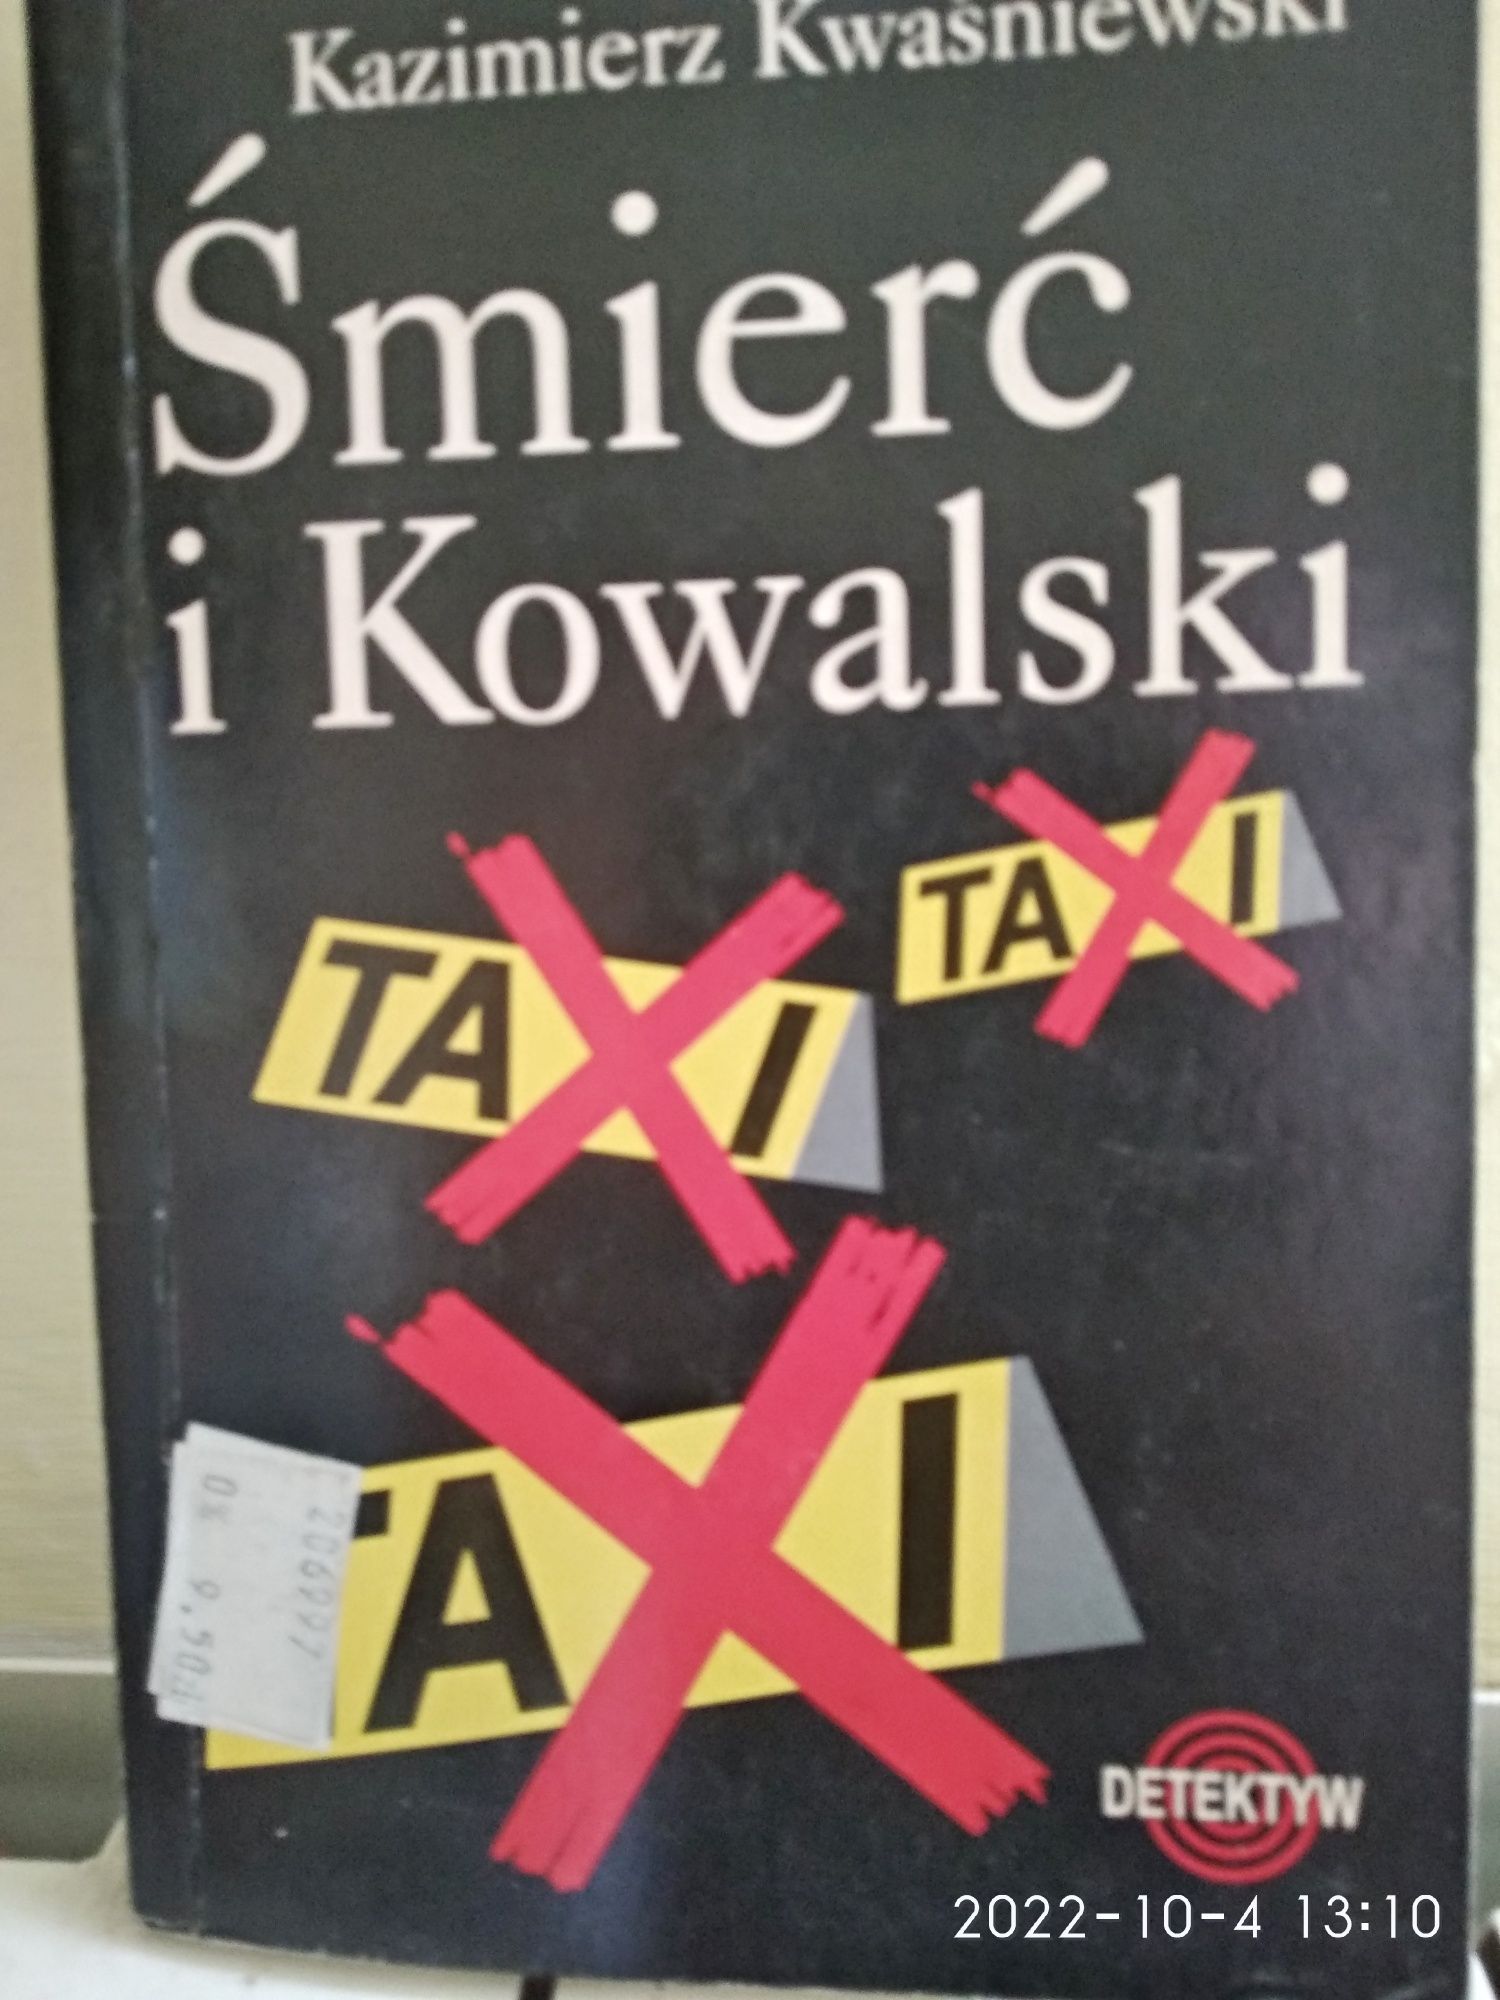 Kazimierz Kwaśniewski
Śmierć
i Kowalski
TAXI
TAXI
TAXI
DETEKTYW
2022-10-4 13:10